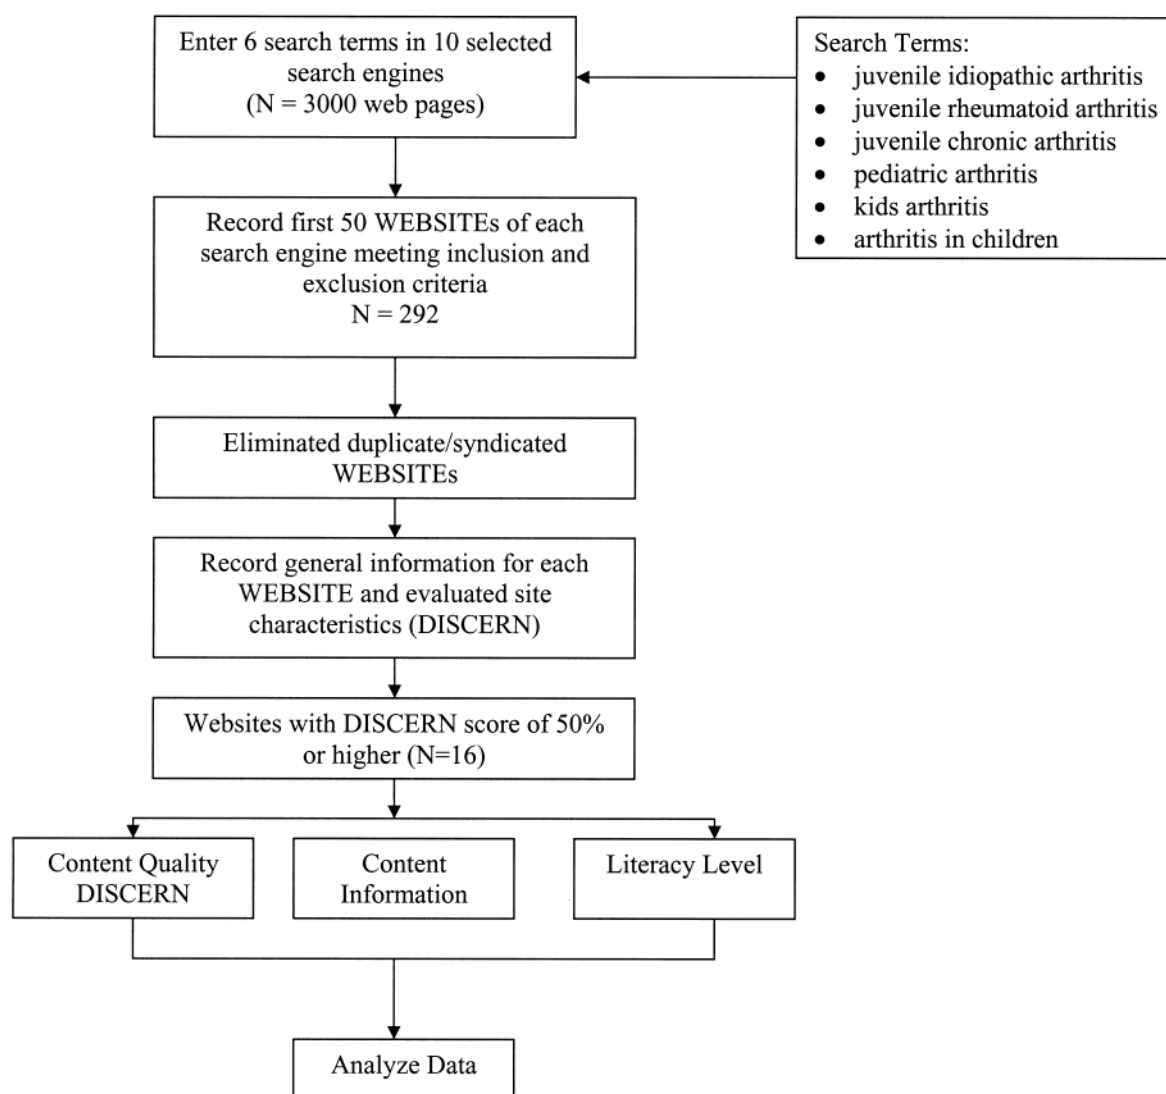 Enter 6 search terms in 10 selected
search engines
(N = 3000 web pages)
Search Terms:
• juvenile idiopathic arthritis
• juvenile rheumatoid arthritis
• juvenile chronic arthritis
• pediatric arthritis
• kids arthritis
• arthritis in children
Record first 50 WEBSITEs of each
search engine meeting inclusion and
exclusion criteria
N = 292
Eliminated duplicate/syndicated
WEBSITEs
Record general information for each
WEBSITE and evaluated site
characteristics (DISCERN)
Websites with DISCERN score of 50%
or higher (N=16)
Content Quality
DISCERN
Content
Information
Literacy Level
Analyze Data